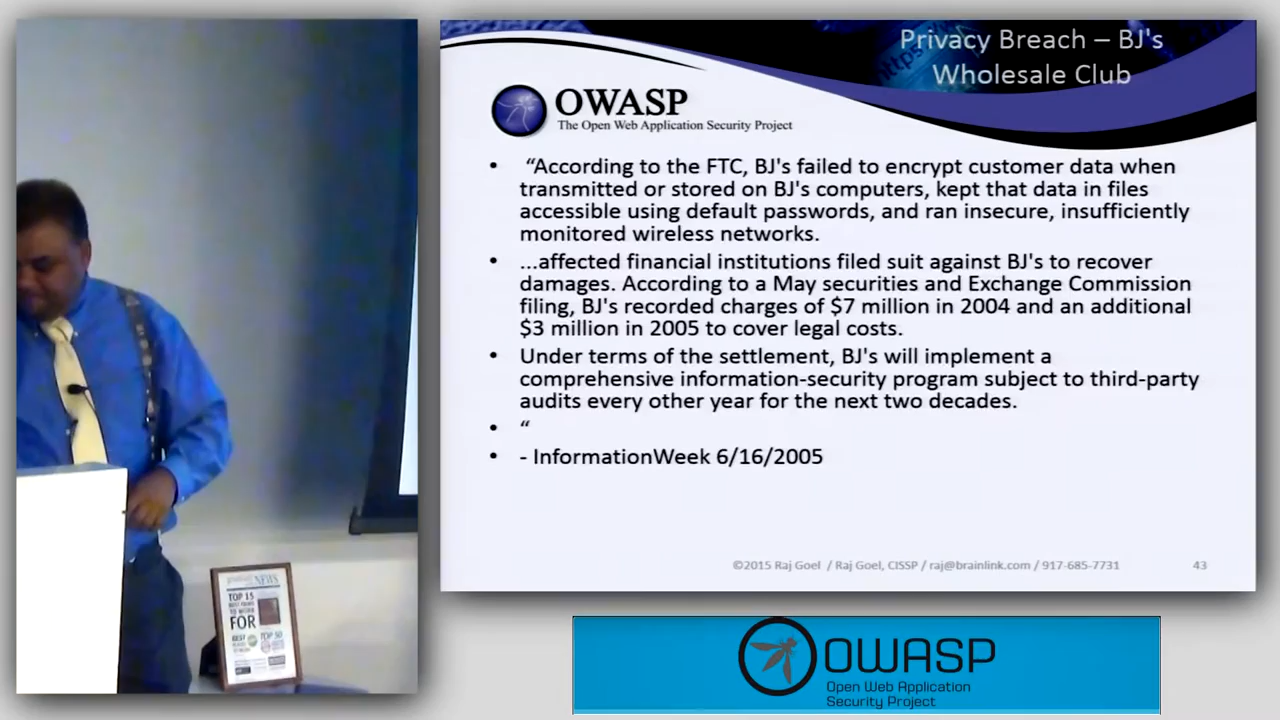 Privacy Breach – BJ's
Wholesale Club
OWASP
The Open Web Application Security Project
• “According to the FTC, BJ's failed to encrypt customer data when
transmitted or stored on BJ's computers, kept that data in files
accessible using default passwords, and ran insecure, insufficiently
monitored wireless networks.
• ...affected financial institutions filed suit against BJ's to recover
damages. According to a May securities and Exchange Commission
filing, BJ's recorded charges of $7 million in 2004 and an additional
$3 million in 2005 to cover legal costs.
• Under terms of the settlement, BJ's will implement a
comprehensive information-security program subject to third-party
audits every other year for the next two decades.
• “
• - InformationWeek 6/16/2005
©2015 Raj Goel / Raj Goel, CISSP / raj@brainlink.com / 917-685-7731
43
NEWS
TOP 15
FOR
BEST
TOP 50
OWASP
Open Web Application
Security Project